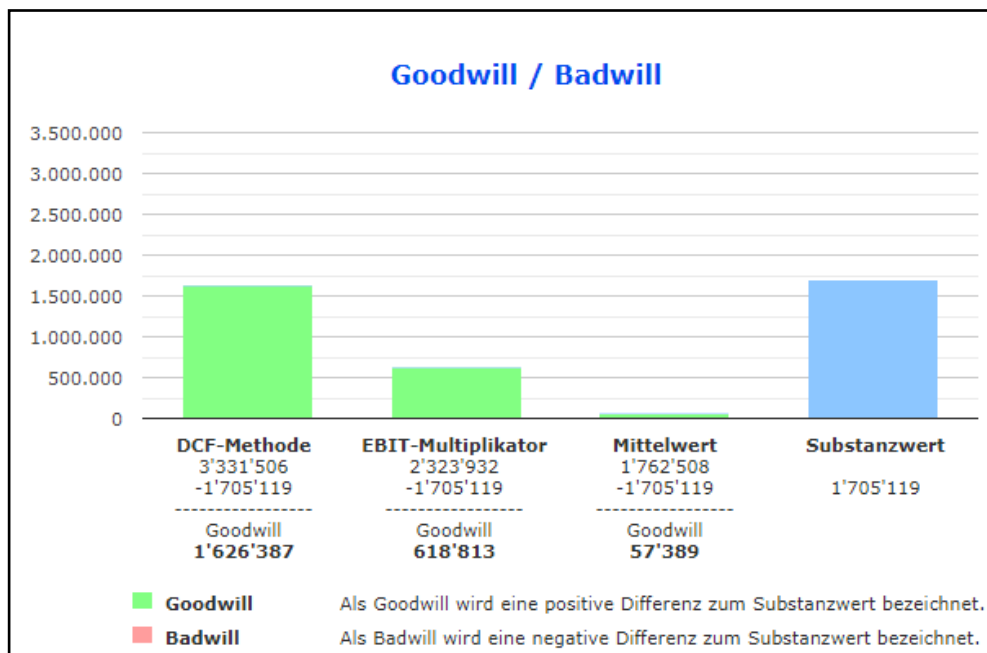 Goodwill / Badwill
3.500.000
3.000.000
2.500.000
2.000.000
1.500.000
1.000.000
500.000
0
DCF-Methode EBIT-Multiplikator Mittelwert Substanzwert
3'331'506 2'323'932 1'762'508
-1'705'119 -1'705'119 -1'705'119 1'705'119
----------------- ----------------- -----------------
Goodwill Goodwill Goodwill
1'626'387 618'813 57'389
Goodwill Als Goodwill wird eine positive Differenz zum Substanzwert bezeichnet.
Badwill Als Badwill wird eine negative Differenz zum Substanzwert bezeichnet.